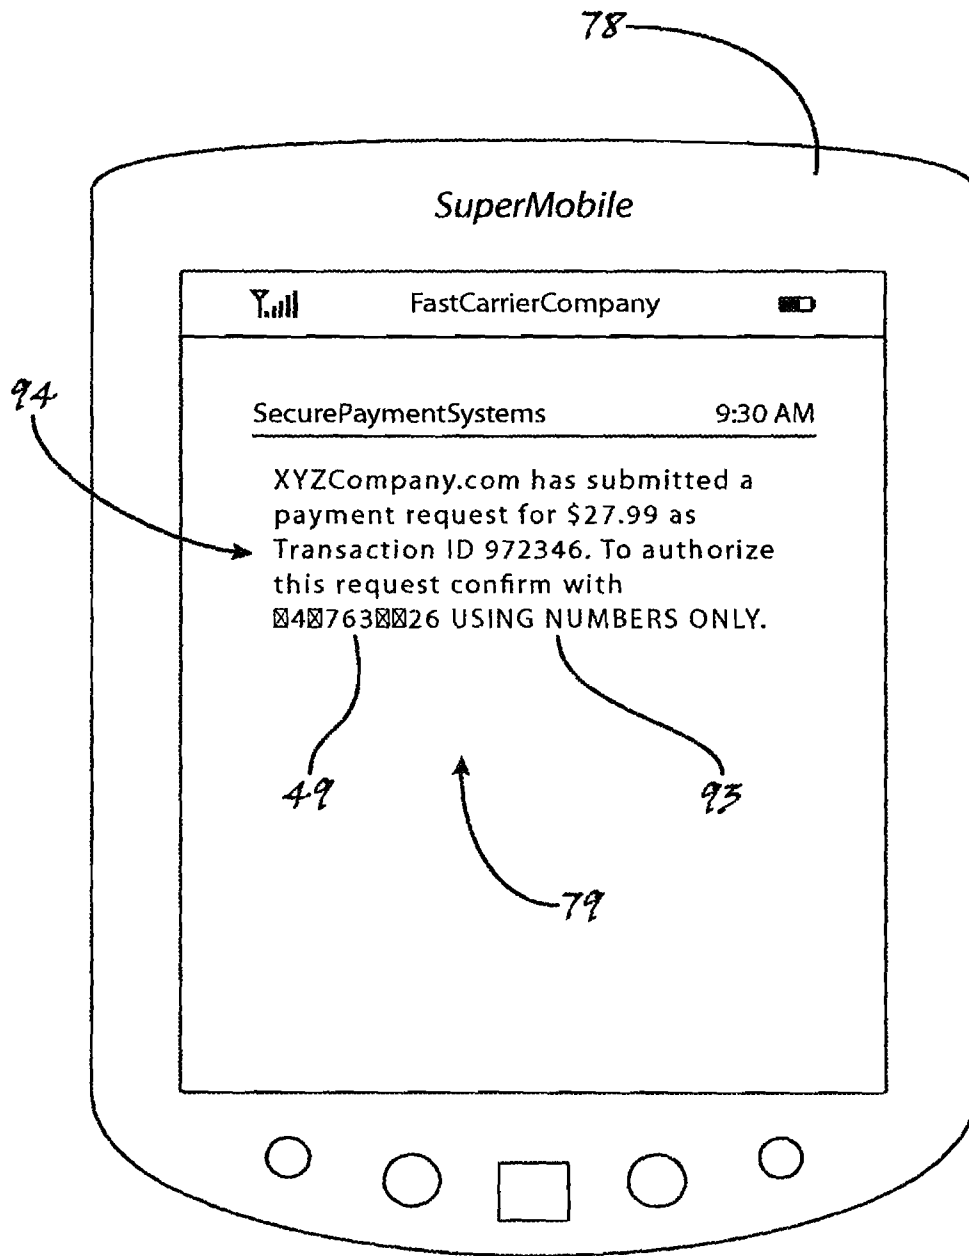 78
SuperMobile
FastCarrierCompany
94
SecurePaymentSystems 9:30 AM
XYZCompany.com has submitted a
payment request for $27.99 as
Transaction ID 972346. To authorize
this request confirm with
☒4☒763☒☒26 USING NUMBERS ONLY.
49
93
79